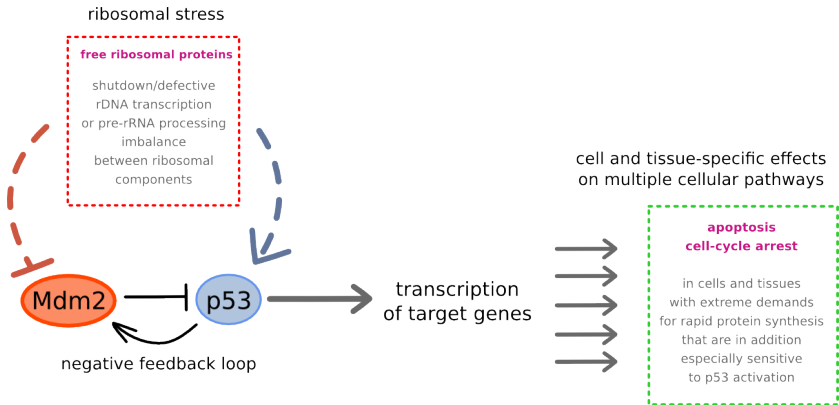 ribosomal stress
free ribosomal proteins
shutdown/defective
rDNA transcription
or pre-rRNA processing
imbalance
between ribosomal
components
Mdm2
p53
negative feedback loop
transcription
of target genes
cell and tissue-specific effects
on multiple cellular pathways
apoptosis
cell-cycle arrest
in cells and tissues
with extreme demands
for rapid protein synthesis
that are in addition
especially sensitive
to p53 activation